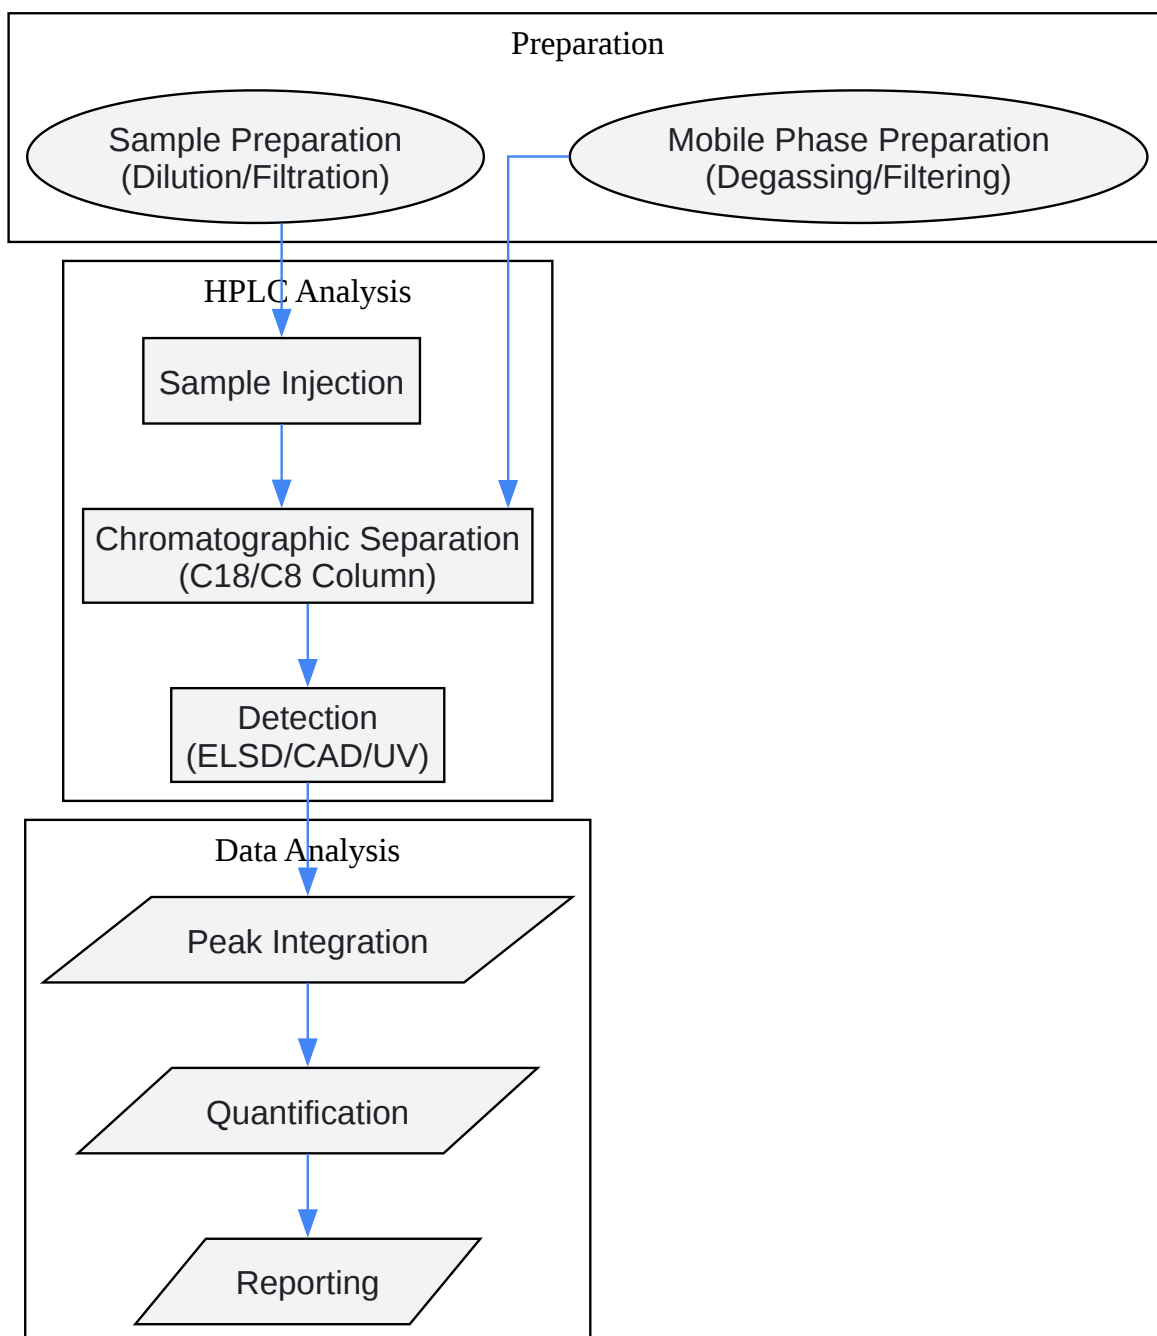 Preparation
Sample Preparation
(Dilution/Filtration)
Mobile Phase Preparation
(Degassing/Filtering)
HPLC Analysis
Sample Injection
Chromatographic Separation
(C18/C8 Column)
Detection
(ELSD/CAD/UV)
Data Analysis
Peak Integration
Quantification
Reporting